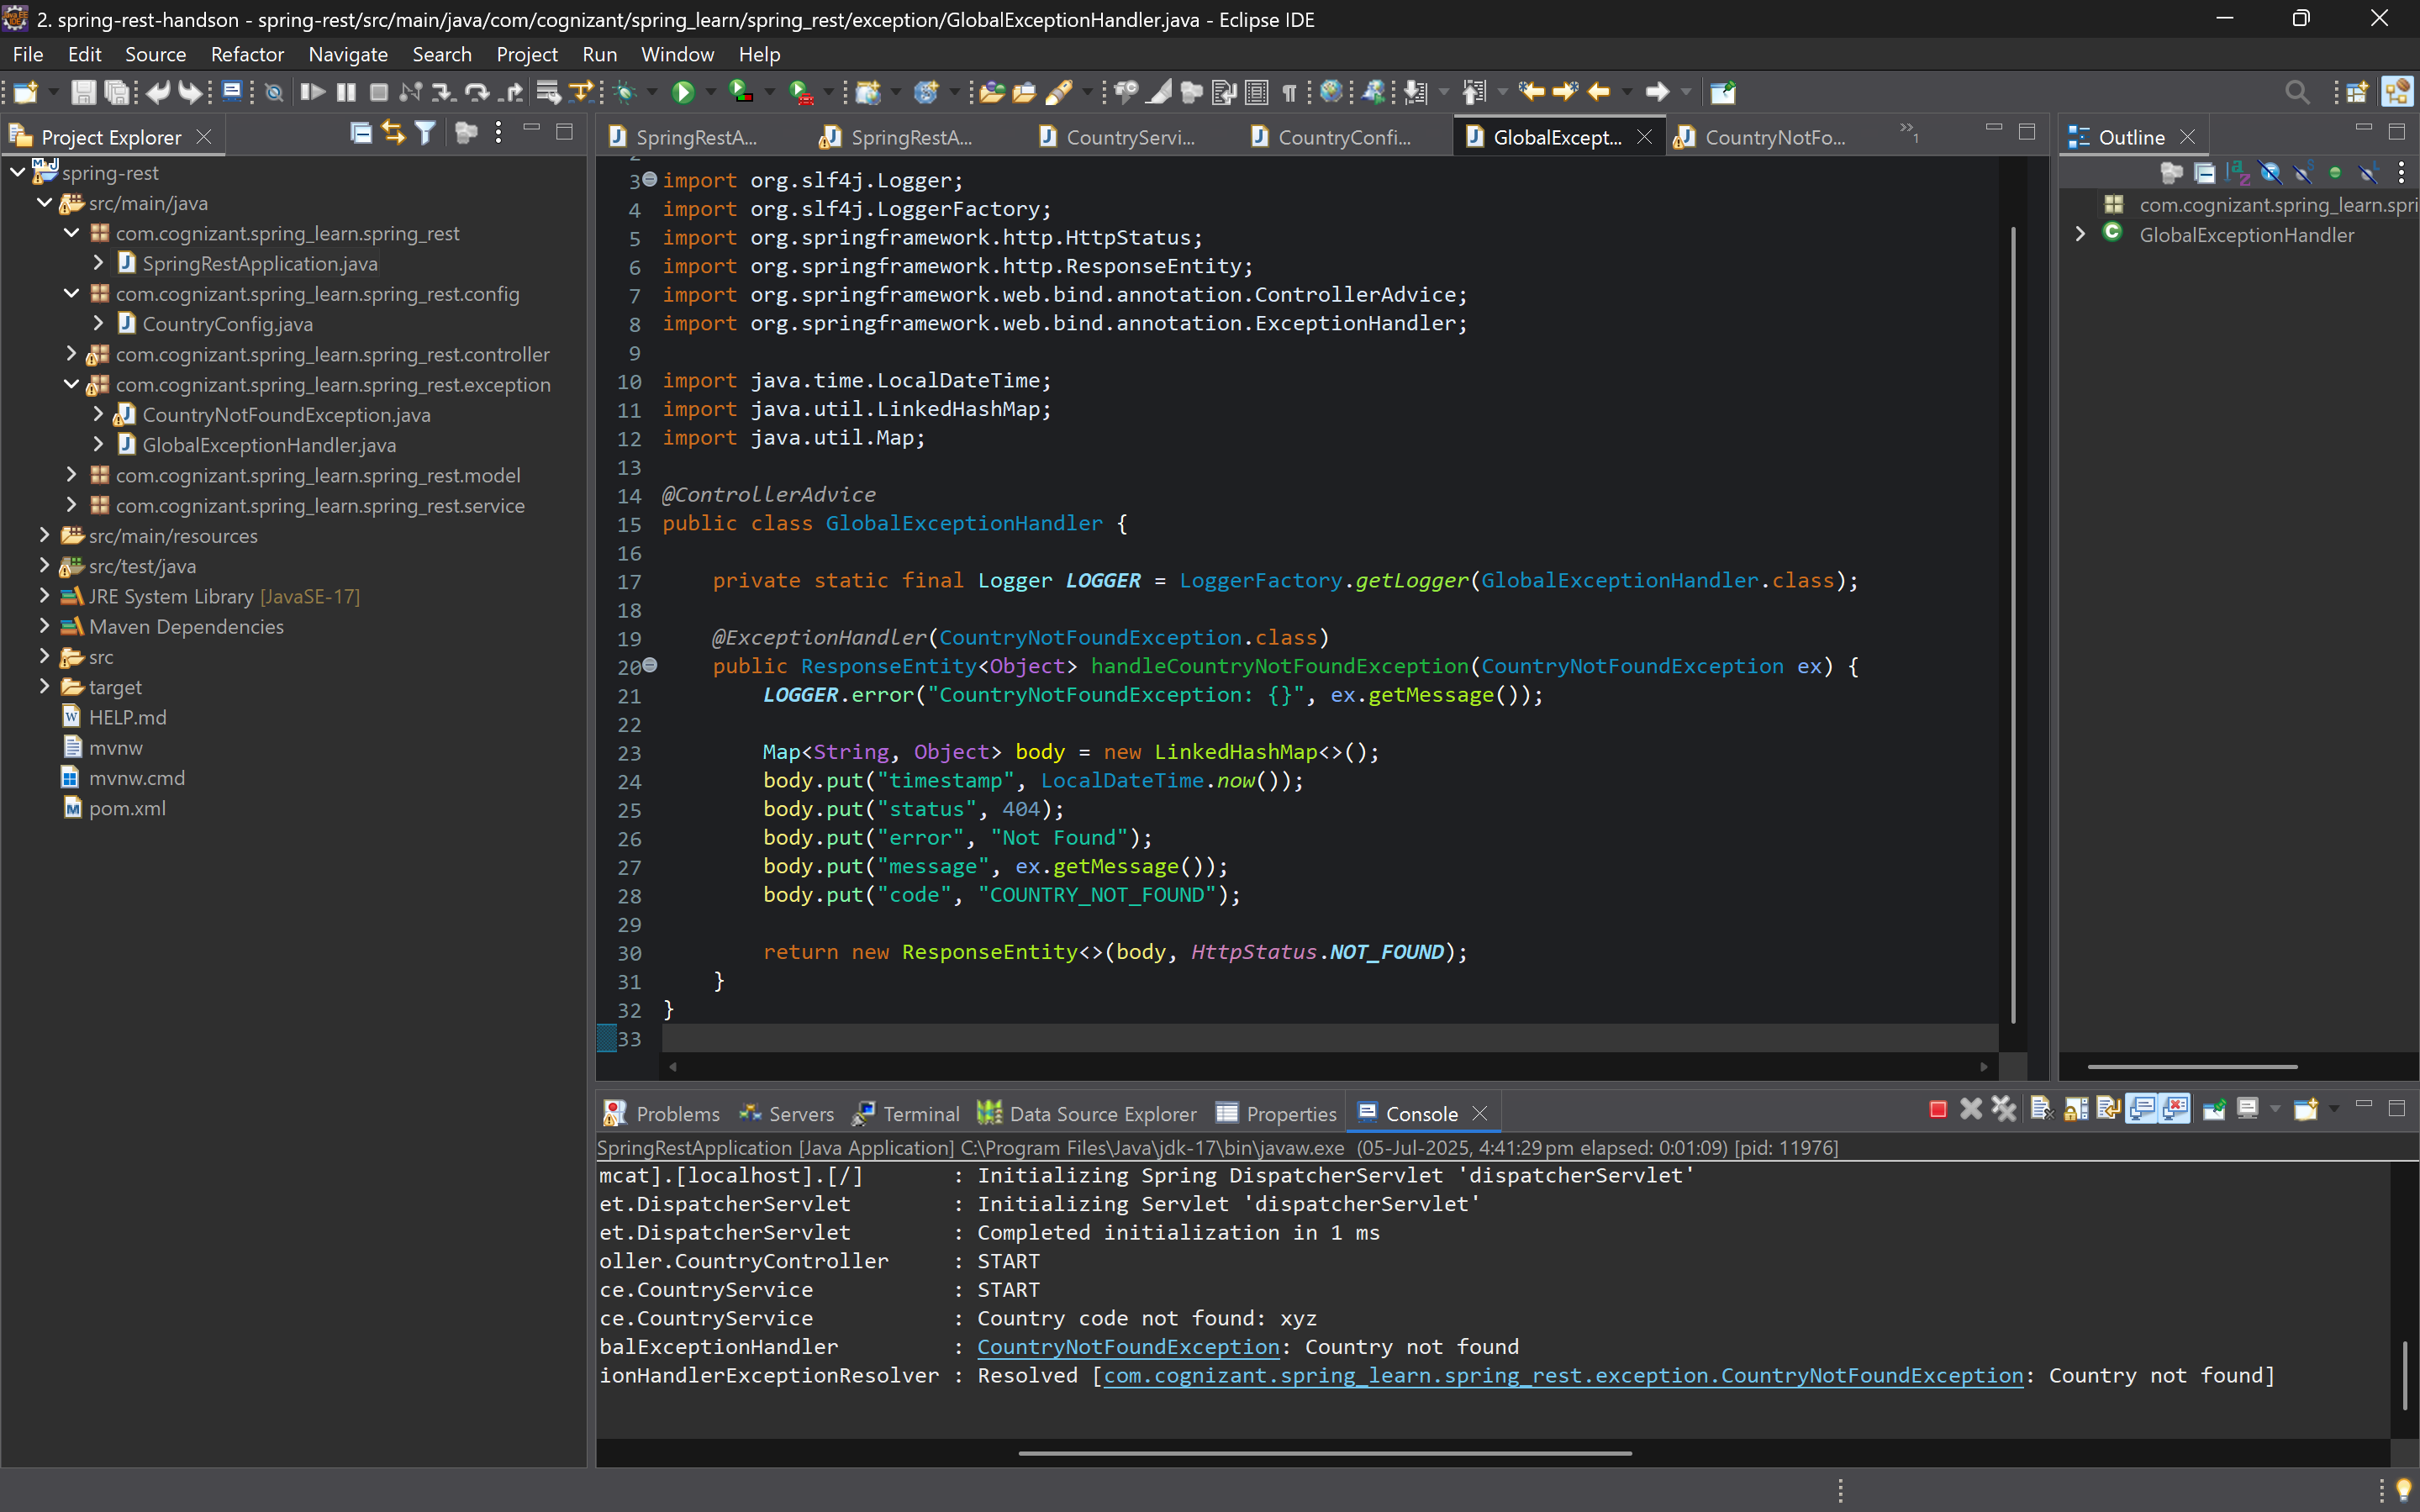 2. spring-rest-handson - spring-rest/src/main/java/com/cognizant/spring_learn/spring_rest/exception/GlobalExceptionHandler.java - Eclipse IDE
File Edit Source Refactor Navigate Search Project Run Window Help
Project Explorer
spring-rest
src/main/java
com.cognizant.spring_learn.spring_rest
SpringRestApplication.java
com.cognizant.spring_learn.spring_rest.config
CountryConfig.java
com.cognizant.spring_learn.spring_rest.controller
com.cognizant.spring_learn.spring_rest.exception
CountryNotFoundException.java
GlobalExceptionHandler.java
com.cognizant.spring_learn.spring_rest.model
com.cognizant.spring_learn.spring_rest.service
src/main/resources
src/test/java
JRE System Library [JavaSE-17]
Maven Dependencies
src
target
HELP.md
mvnw
mvnw.cmd
pom.xml
SpringRestA... SpringRestA... CountryServi... CountryConfi... GlobalExcept... CountryNotFo... »1
3 import org.slf4j.Logger;
4 import org.slf4j.LoggerFactory;
5 import org.springframework.http.HttpStatus;
6 import org.springframework.http.ResponseEntity;
7 import org.springframework.web.bind.annotation.ControllerAdvice;
8 import org.springframework.web.bind.annotation.ExceptionHandler;
9
10 import java.time.LocalDateTime;
11 import java.util.LinkedHashMap;
12 import java.util.Map;
13
14 @ControllerAdvice
15 public class GlobalExceptionHandler {
16
17 private static final Logger LOGGER = LoggerFactory.getLogger(GlobalExceptionHandler.class);
18
19 @ExceptionHandler(CountryNotFoundException.class)
20 public ResponseEntity<Object> handleCountryNotFoundException(CountryNotFoundException ex) {
21 LOGGER.error("CountryNotFoundException: {}", ex.getMessage());
22
23 Map<String, Object> body = new LinkedHashMap<>();
24 body.put("timestamp", LocalDateTime.now());
25 body.put("status", 404);
26 body.put("error", "Not Found");
27 body.put("message", ex.getMessage());
28 body.put("code", "COUNTRY_NOT_FOUND");
29
30 return new ResponseEntity<>(body, HttpStatus.NOT_FOUND);
31 }
32 }
33
Outline
com.cognizant.spring_learn.spri
GlobalExceptionHandler
Problems Servers Terminal Data Source Explorer Properties Console
SpringRestApplication [Java Application] C:\Program Files\Java\jdk-17\bin\javaw.exe (05-Jul-2025, 4:41:29 pm elapsed: 0:01:09) [pid: 11976]
mcat].[localhost].[/] : Initializing Spring DispatcherServlet 'dispatcherServlet'
et.DispatcherServlet : Initializing Servlet 'dispatcherServlet'
et.DispatcherServlet : Completed initialization in 1 ms
oller.CountryController : START
ce.CountryService : START
ce.CountryService : Country code not found: xyz
balExceptionHandler : CountryNotFoundException: Country not found
ionHandlerExceptionResolver : Resolved [com.cognizant.spring_learn.spring_rest.exception.CountryNotFoundException: Country not found]